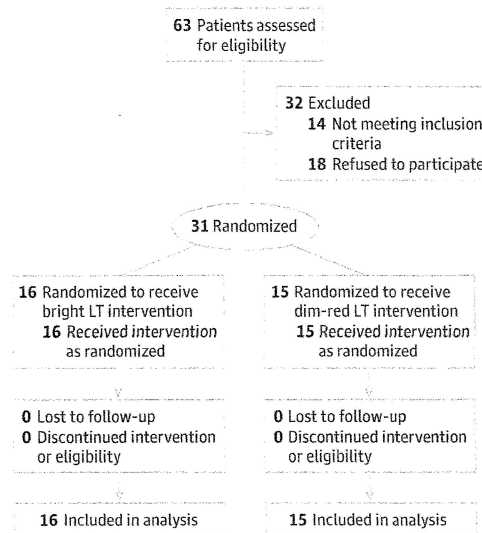 63 Patients assessed
for eligibility
32 Excluded
14 Not meeting inclusion
criteria
18 Refused to participate
31 Randomized
16 Randomized to receive
bright LT intervention
16 Received intervention
as randomized
15 Randomized to receive
dim-red LT intervention
15 Received intervention
as randomized
0 Lost to follow-up
0 Discontinued intervention
or eligibility
0 Lost to follow-up
0 Discontinued intervention
or eligibility
16 Included in analysis
15 Included in analysis